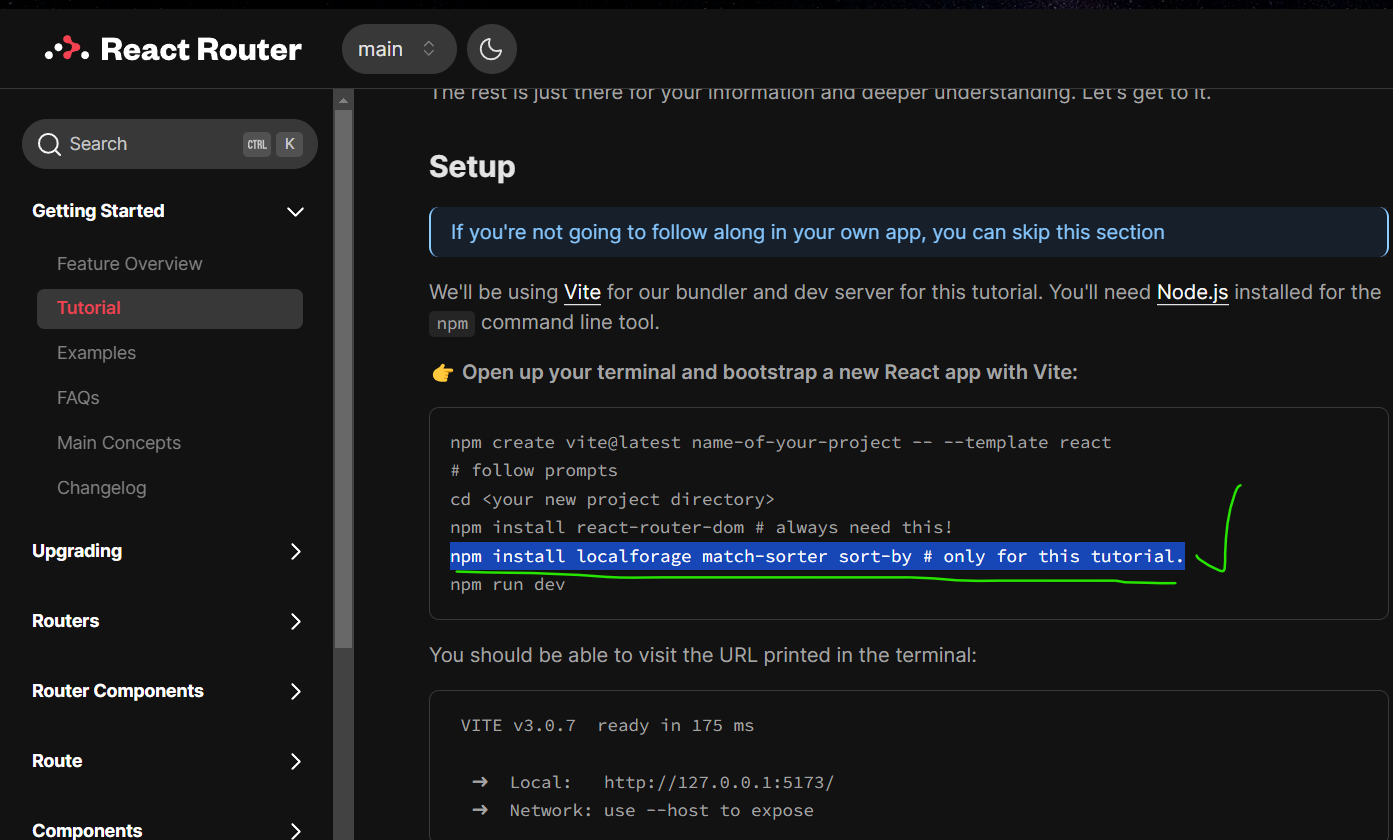 React Router
main
The rest is just there for your information and deeper understanding. Let's get to it.
Search
CTRL K
Getting Started
Feature Overview
Tutorial
Examples
FAQs
Main Concepts
Changelog
Upgrading
Routers
Router Components
Route
Components
Setup
If you're not going to follow along in your own app, you can skip this section
We'll be using Vite for our bundler and dev server for this tutorial. You'll need Node.js installed for the
npm command line tool.
👉 Open up your terminal and bootstrap a new React app with Vite:
npm create vite@latest name-of-your-project -- --template react
# follow prompts
cd <your new project directory>
npm install react-router-dom # always need this!
npm install localforage match-sorter sort-by # only for this tutorial.
npm run dev
You should be able to visit the URL printed in the terminal:
VITE v3.0.7  ready in 175 ms
➜  Local:   http://127.0.0.1:5173/
➜  Network: use --host to expose